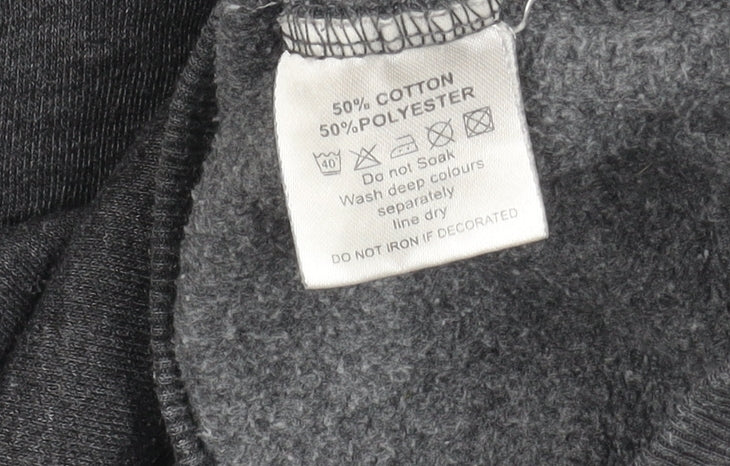 50% COTTON
50%POLYESTER
40
Do not Soak
Wash deep colours
separately
line dry
DO NOT IRON IF DECORATED